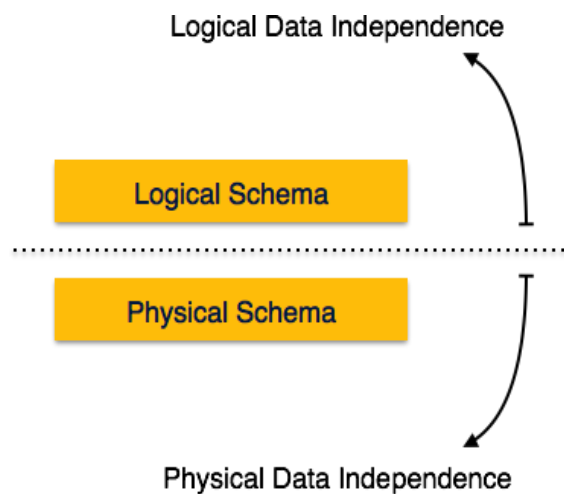 Logical Data Independence
Logical Schema
Physical Schema
Physical Data Independence